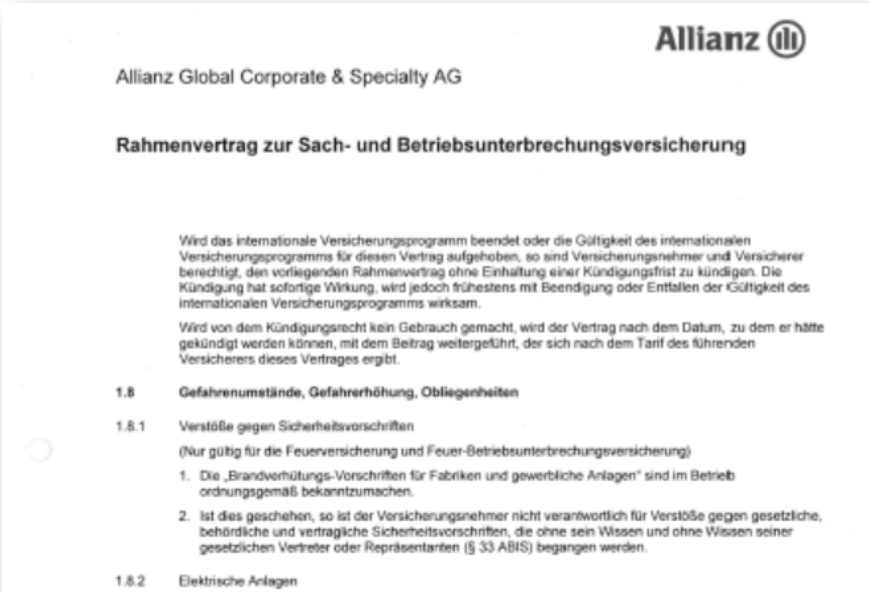 Allianz
Allianz Global Corporate & Specialty AG
Rahmenvertrag zur Sach- und Betriebsunterbrechungsversicherung
Wird das internationale Versicherungsprogramm beendet oder die Gültigkeit des internationalen
Versicherungsprogramms für diesen Vertrag aufgehoben, so sind Versicherungsnehmer und Versicherer
berechtigt, den vorliegenden Rahmenvertrag ohne Einhaltung einer Kündigungsfrist zu kündigen. Die
Kündigung hat sofortige Wirkung, wird jedoch frühestens mit Beendigung oder Entfallen der Gültigkeit des
internationalen Versicherungsprogramms wirksam.
Wird von dem Kündigungsrecht kein Gebrauch gemacht, wird der Vertrag nach dem Datum, zu dem er hätte
gekündigt werden können, mit dem Beitrag weitergeführt, der sich nach dem Tarif des führenden
Versicherers dieses Vertrages ergibt.
1.8 Gefahrenumstände, Gefahrerhöhung, Obliegenheiten
1.8.1 Verstöße gegen Sicherheitsvorschriften
(Nur gültig für die Feuerversicherung und Feuer-Betriebsunterbrechungsversicherung)
1. Die „Brandverhütungs-Vorschriften für Fabriken und gewerbliche Anlagen" sind im Betrieb
ordnungsgemäß bekanntzumachen.
2. Ist dies geschehen, so ist der Versicherungsnehmer nicht verantwortlich für Verstöße gegen gesetzliche,
behördliche und vertragliche Sicherheitsvorschriften, die ohne sein Wissen und ohne Wissen seiner
gesetzlichen Vertreter oder Repräsentanten (§ 33 ABIS) begangen werden.
1.8.2 Elektrische Anlagen